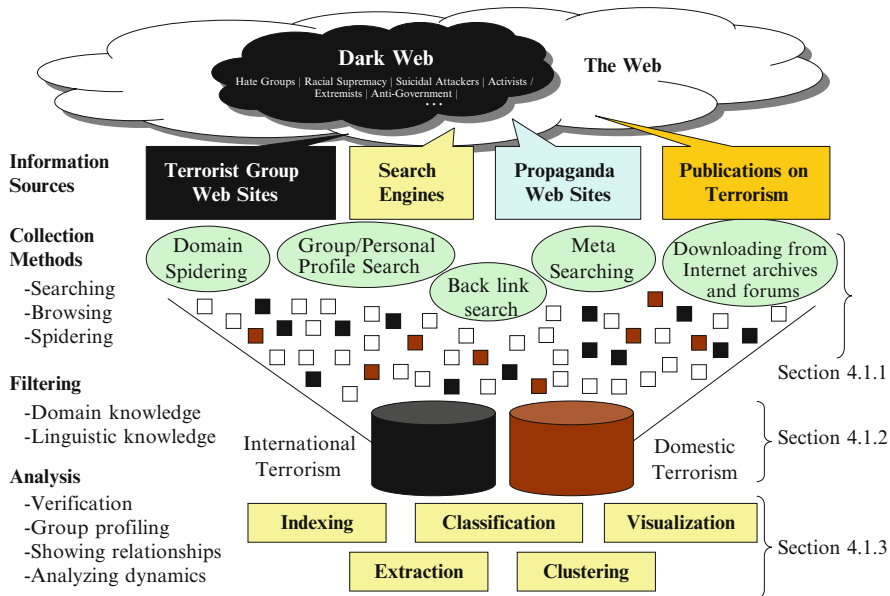 Dark Web
Hate Groups | Racial Supremacy | Suicidal Attackers | Activists /
Extremists | Anti-Government |
...
The Web
Information
Sources
Terrorist Group
Web Sites
Search
Engines
Propaganda
Web Sites
Publications on
Terrorism
Collection
Methods
-Searching
-Browsing
-Spidering
Domain
Spidering
Group/Personal
Profile Search
Back link
search
Meta
Searching
Downloading from
Internet archives
and forums
Section 4.1.1
Filtering
-Domain knowledge
-Linguistic knowledge
International
Terrorism
Domestic
Terrorism
Section 4.1.2
Analysis
-Verification
-Group profiling
-Showing relationships
-Analyzing dynamics
Indexing
Classification
Visualization
Extraction
Clustering
Section 4.1.3